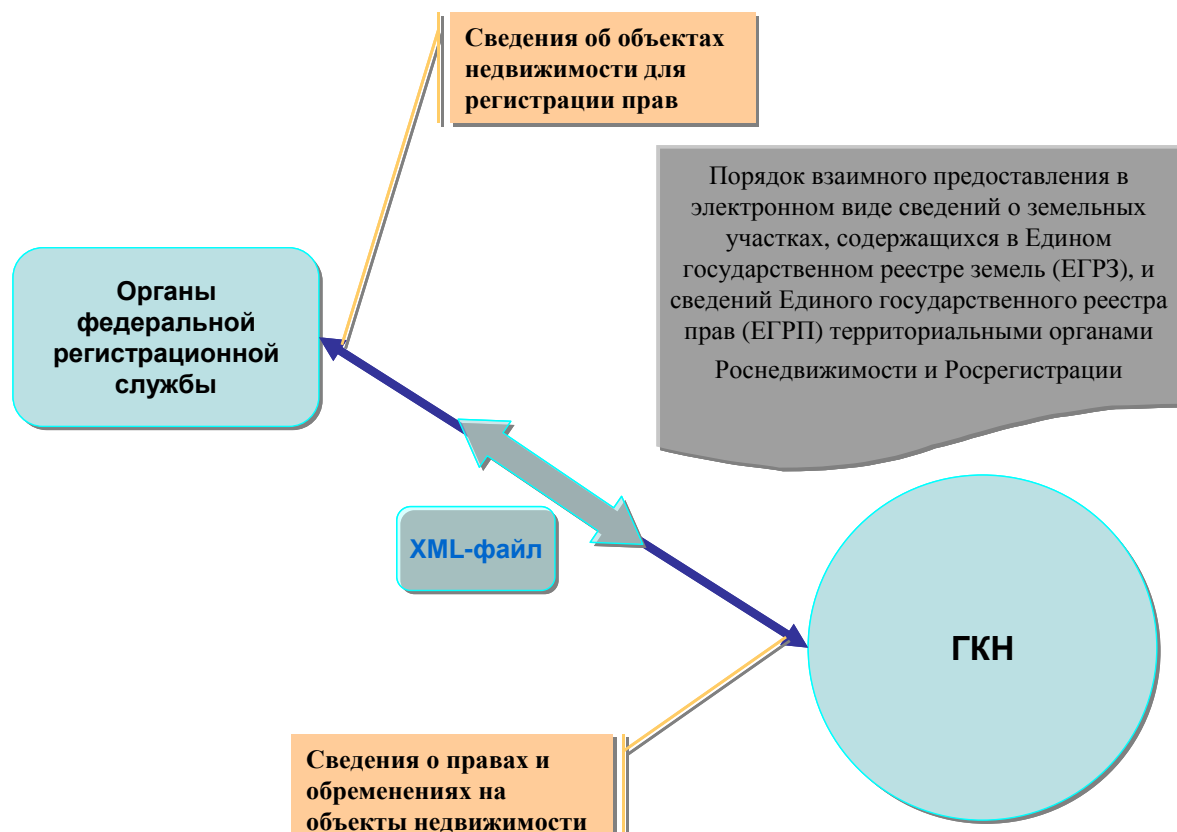 Сведения об объектах
недвижимости для
регистрации прав
Порядок взаимного предоставления в
электронном виде сведений о земельных
участках, содержащихся в Едином
государственном реестре земель (ЕГРЗ), и
сведений Единого государственного реестра
прав (ЕГРП) территориальными органами
Роснедвижимости и Росрегистрации
Органы
федеральной
регистрационной
службы
XML-файл
ГКН
Сведения о правах и
обременениях на
объекты недвижимости